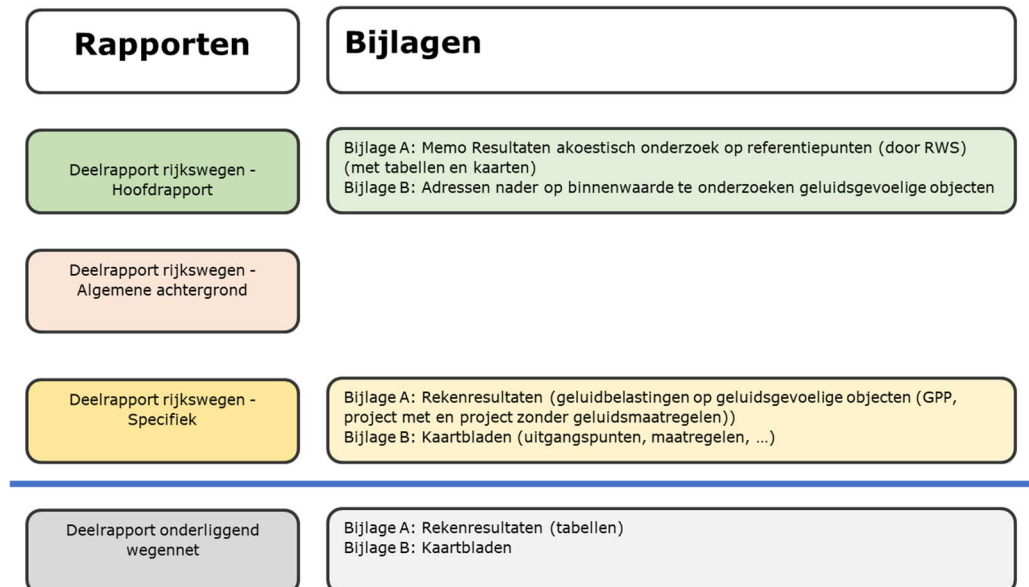 Rapporten
Bijlagen
Deelrapport rijkswegen -
Hoofdrapport
Bijlage A: Memo Resultaten akoestisch onderzoek op referentiepunten (door RWS)
(met tabellen en kaarten)
Bijlage B: Adressen nader op binnenwaarde te onderzoeken geluidsgevoelige objecten
Deelrapport rijkswegen -
Algemene achtergrond
Deelrapport rijkswegen -
Specifiek
Bijlage A: Rekenresultaten (geluidbelastingen op geluidsgevoelige objecten (GPP,
project met en project zonder geluidsmaatregelen))
Bijlage B: Kaartbladen (uitgangspunten, maatregelen, ...)
Deelrapport onderliggend
wegennet
Bijlage A: Rekenresultaten (tabellen)
Bijlage B: Kaartbladen